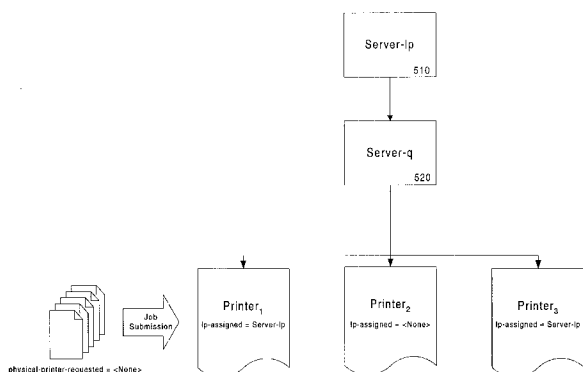 Server-lp
510
Server-q
520
Job
Submission
Printer1
lp-assigned = Server-lp
Printer2
lp-assigned = <None>
Printer3
lp-assigned = Server-lp
physical-printer-requested = <None>